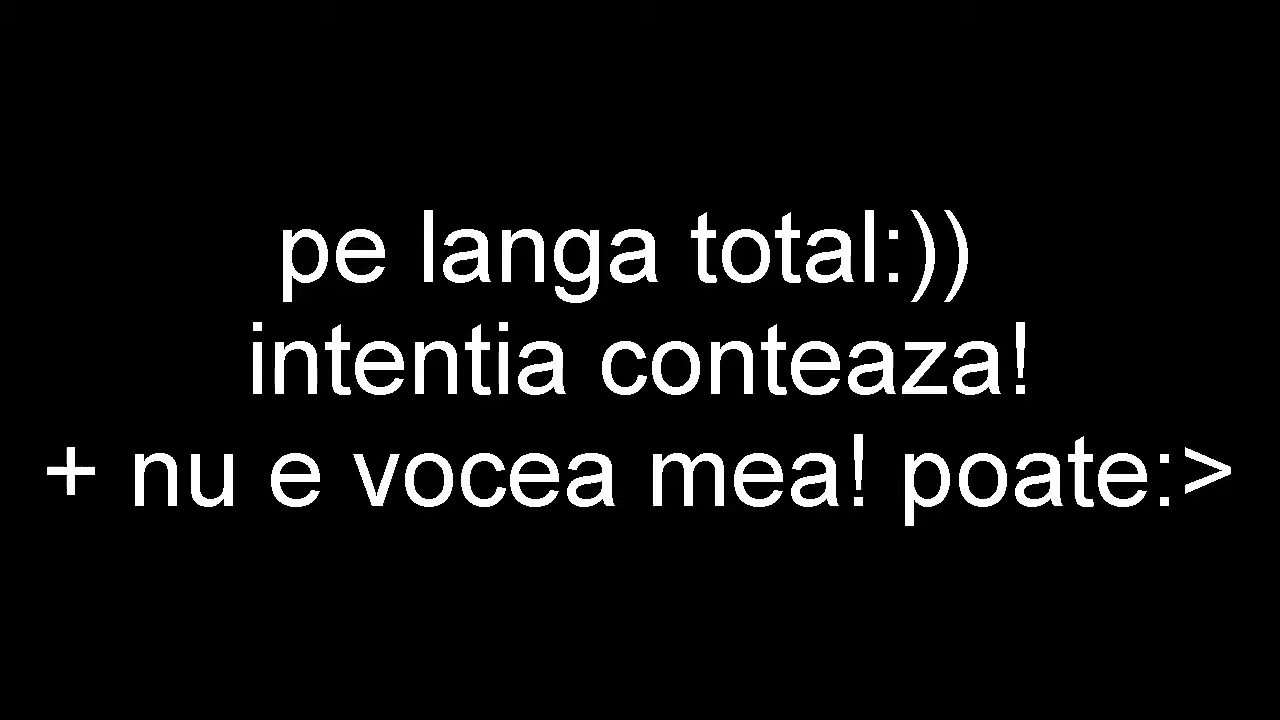 pe langa total:))
intentia conteaza!
+ nu e vocea mea! poate:>